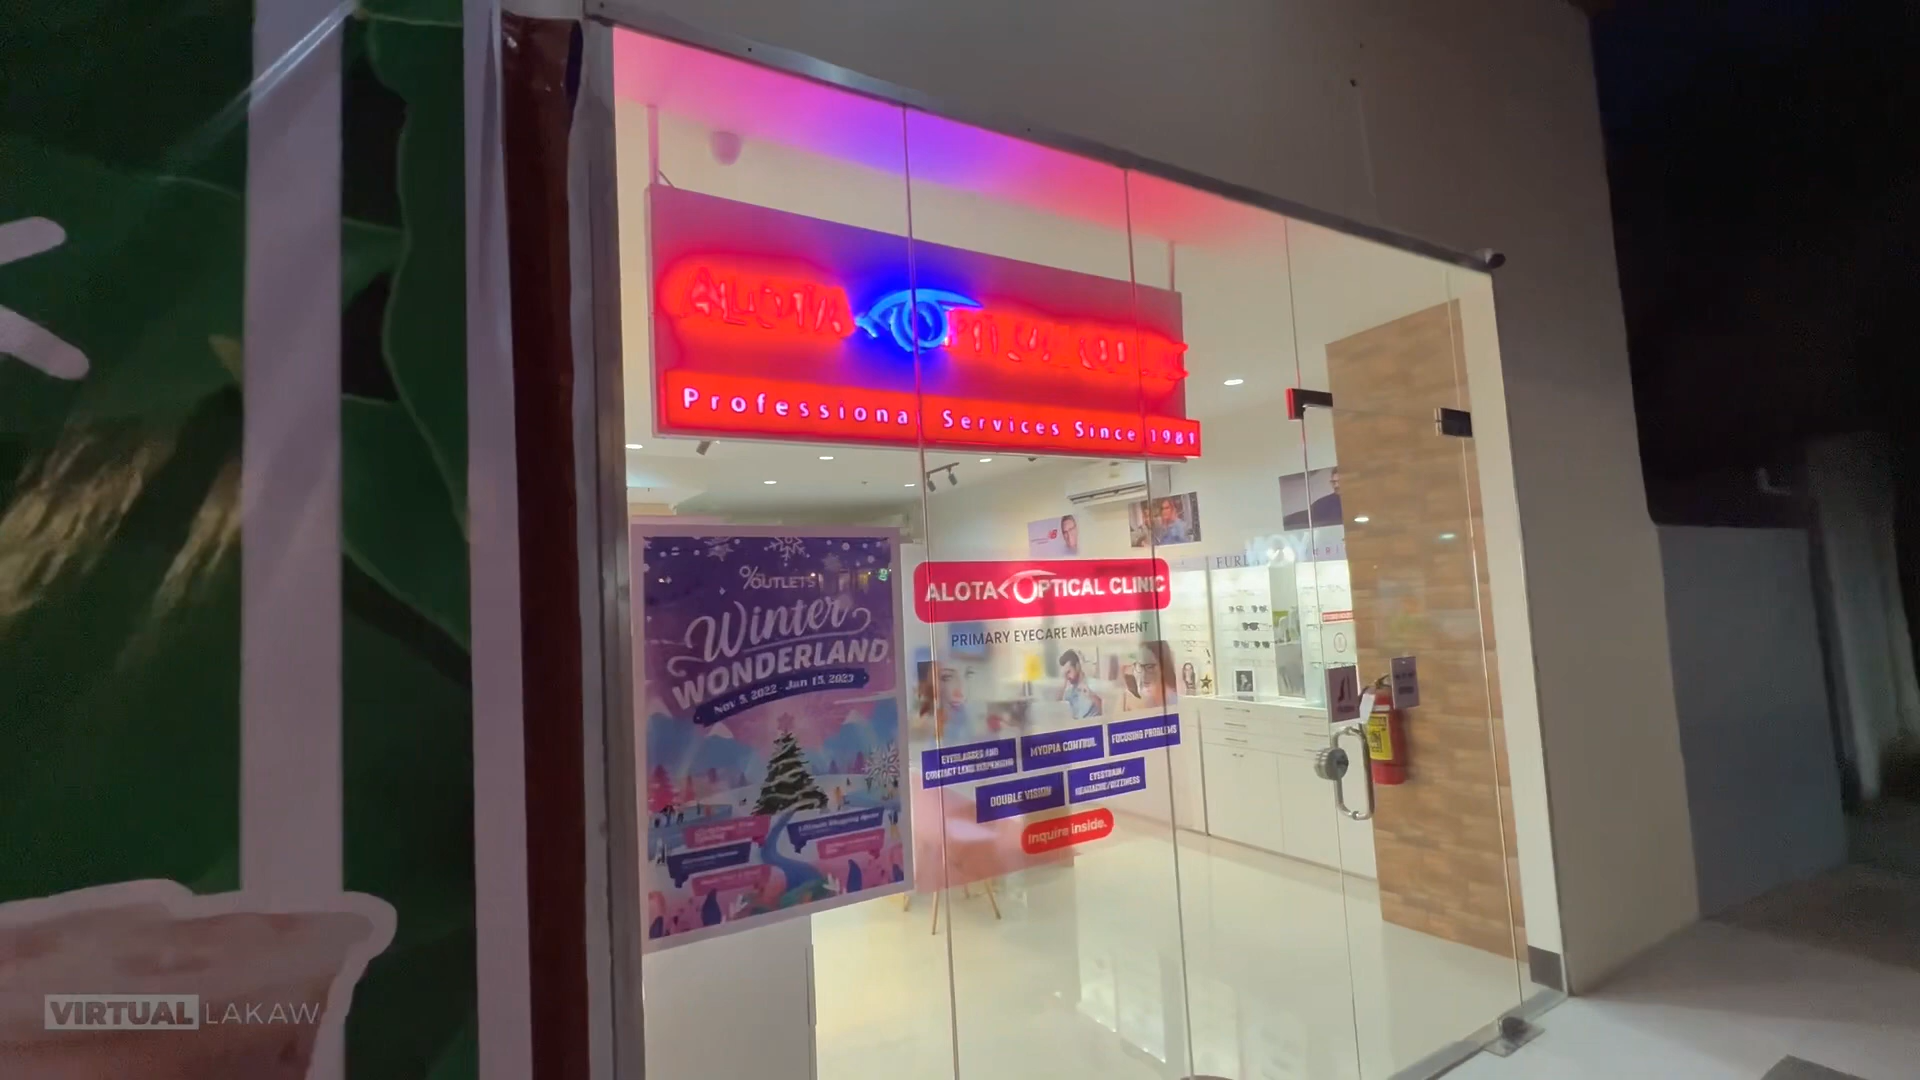 ALOTA OPTICAL CLINIC
Professional Services Since 1981
% OUTLETS
Winter
WONDERLAND
Nov 5, 2022 - Jan 15, 2023
ALOTA OPTICAL CLINIC
PRIMARY EYECARE MANAGEMENT
EYEGLASSES AND
CONTACT LENS DISPENSING
MYOPIA CONTROL
FOCUSING PROBLEMS
DOUBLE VISION
EYESTRAIN/
HEADACHE/DIZZINESS
Inquire inside.
VIRTUAL LAKAW